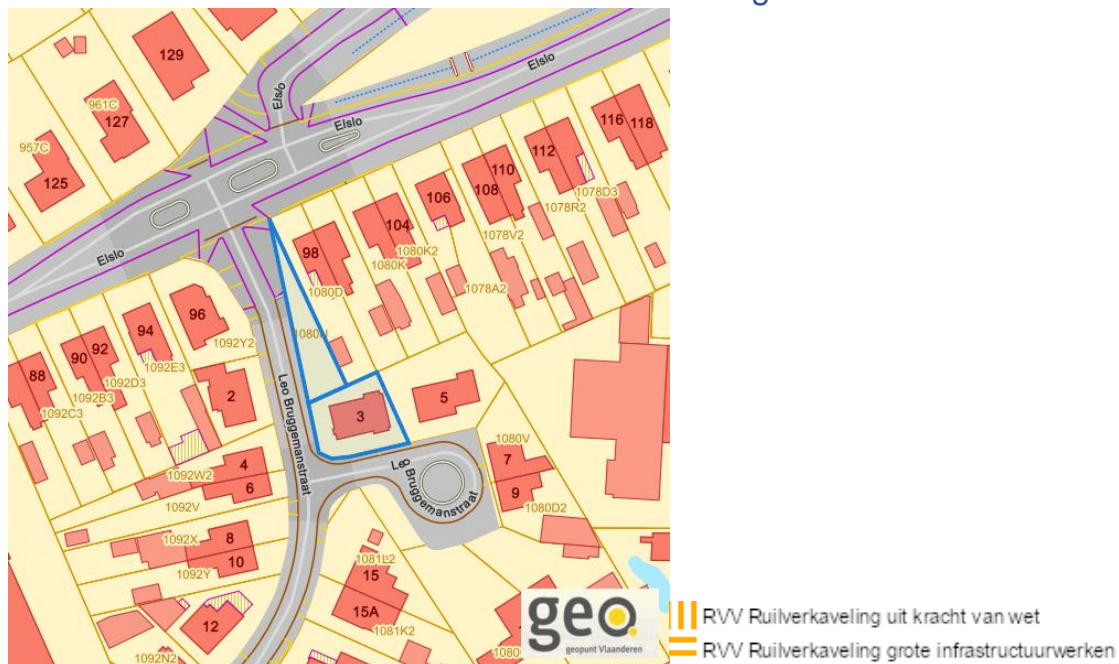 129
961C
127
957C
125
Elslo
Elslo
Elslo
Elslo
116
118
112
110
108
1078D3
1078R2
106
1078V2
104
1080K2
1080K
1078A2
98
1080D
96
94
1092Y2
92
90
1092E3
88
1092D3
1092B3
1092C3
2
Leo Bruggemanstraat
3
5
Leo Bruggemanstraat
1080V
7
9
1080D2
4
6
1092W2
1092V
8
10
1092X
1092Y
12
1092N2
1081L2
15
15A
1081K2
1080
geo
geopunt Vlaanderen
RVV Ruilverkaveling uit kracht van wet
RVV Ruilverkaveling grote infrastructuurwerken